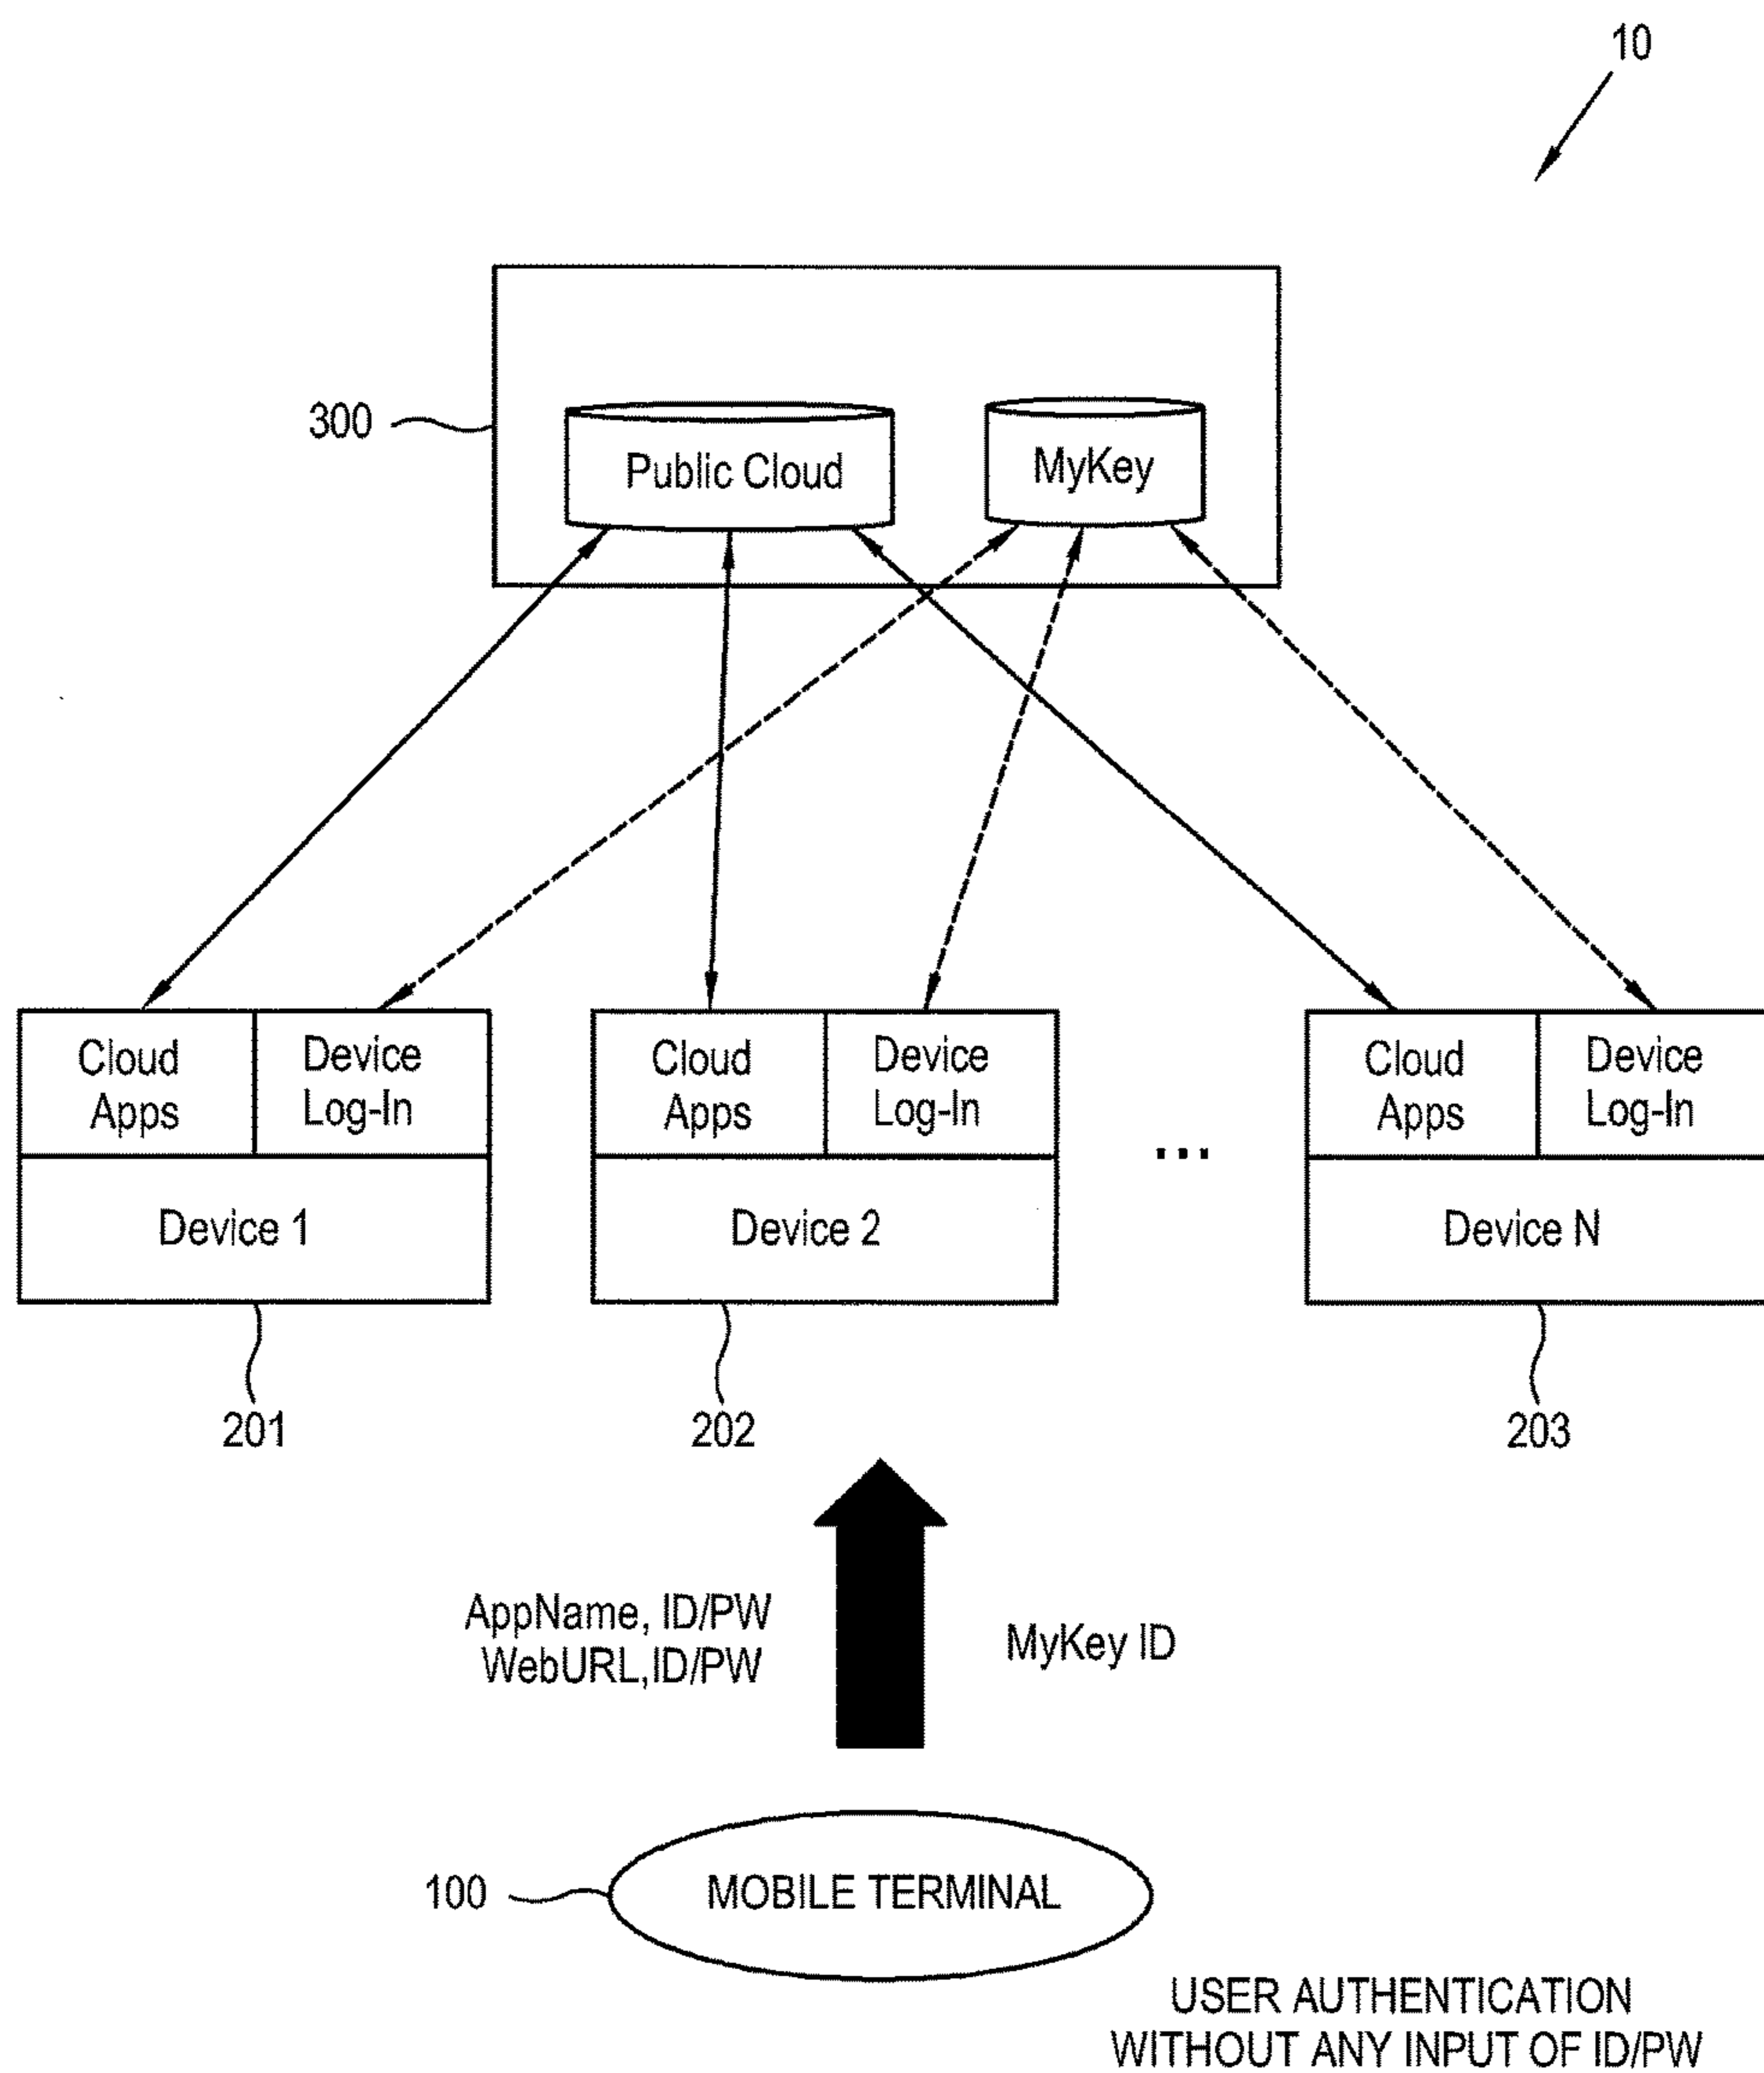 10
300
Public Cloud
MyKey
Cloud
Apps
Device
Log-In
Device 1
Cloud
Apps
Device
Log-In
Device 2
...
Cloud
Apps
Device
Log-In
Device N
201
202
203
AppName, ID/PW
WebURL,ID/PW
MyKey ID
100
MOBILE TERMINAL
USER AUTHENTICATION
WITHOUT ANY INPUT OF ID/PW